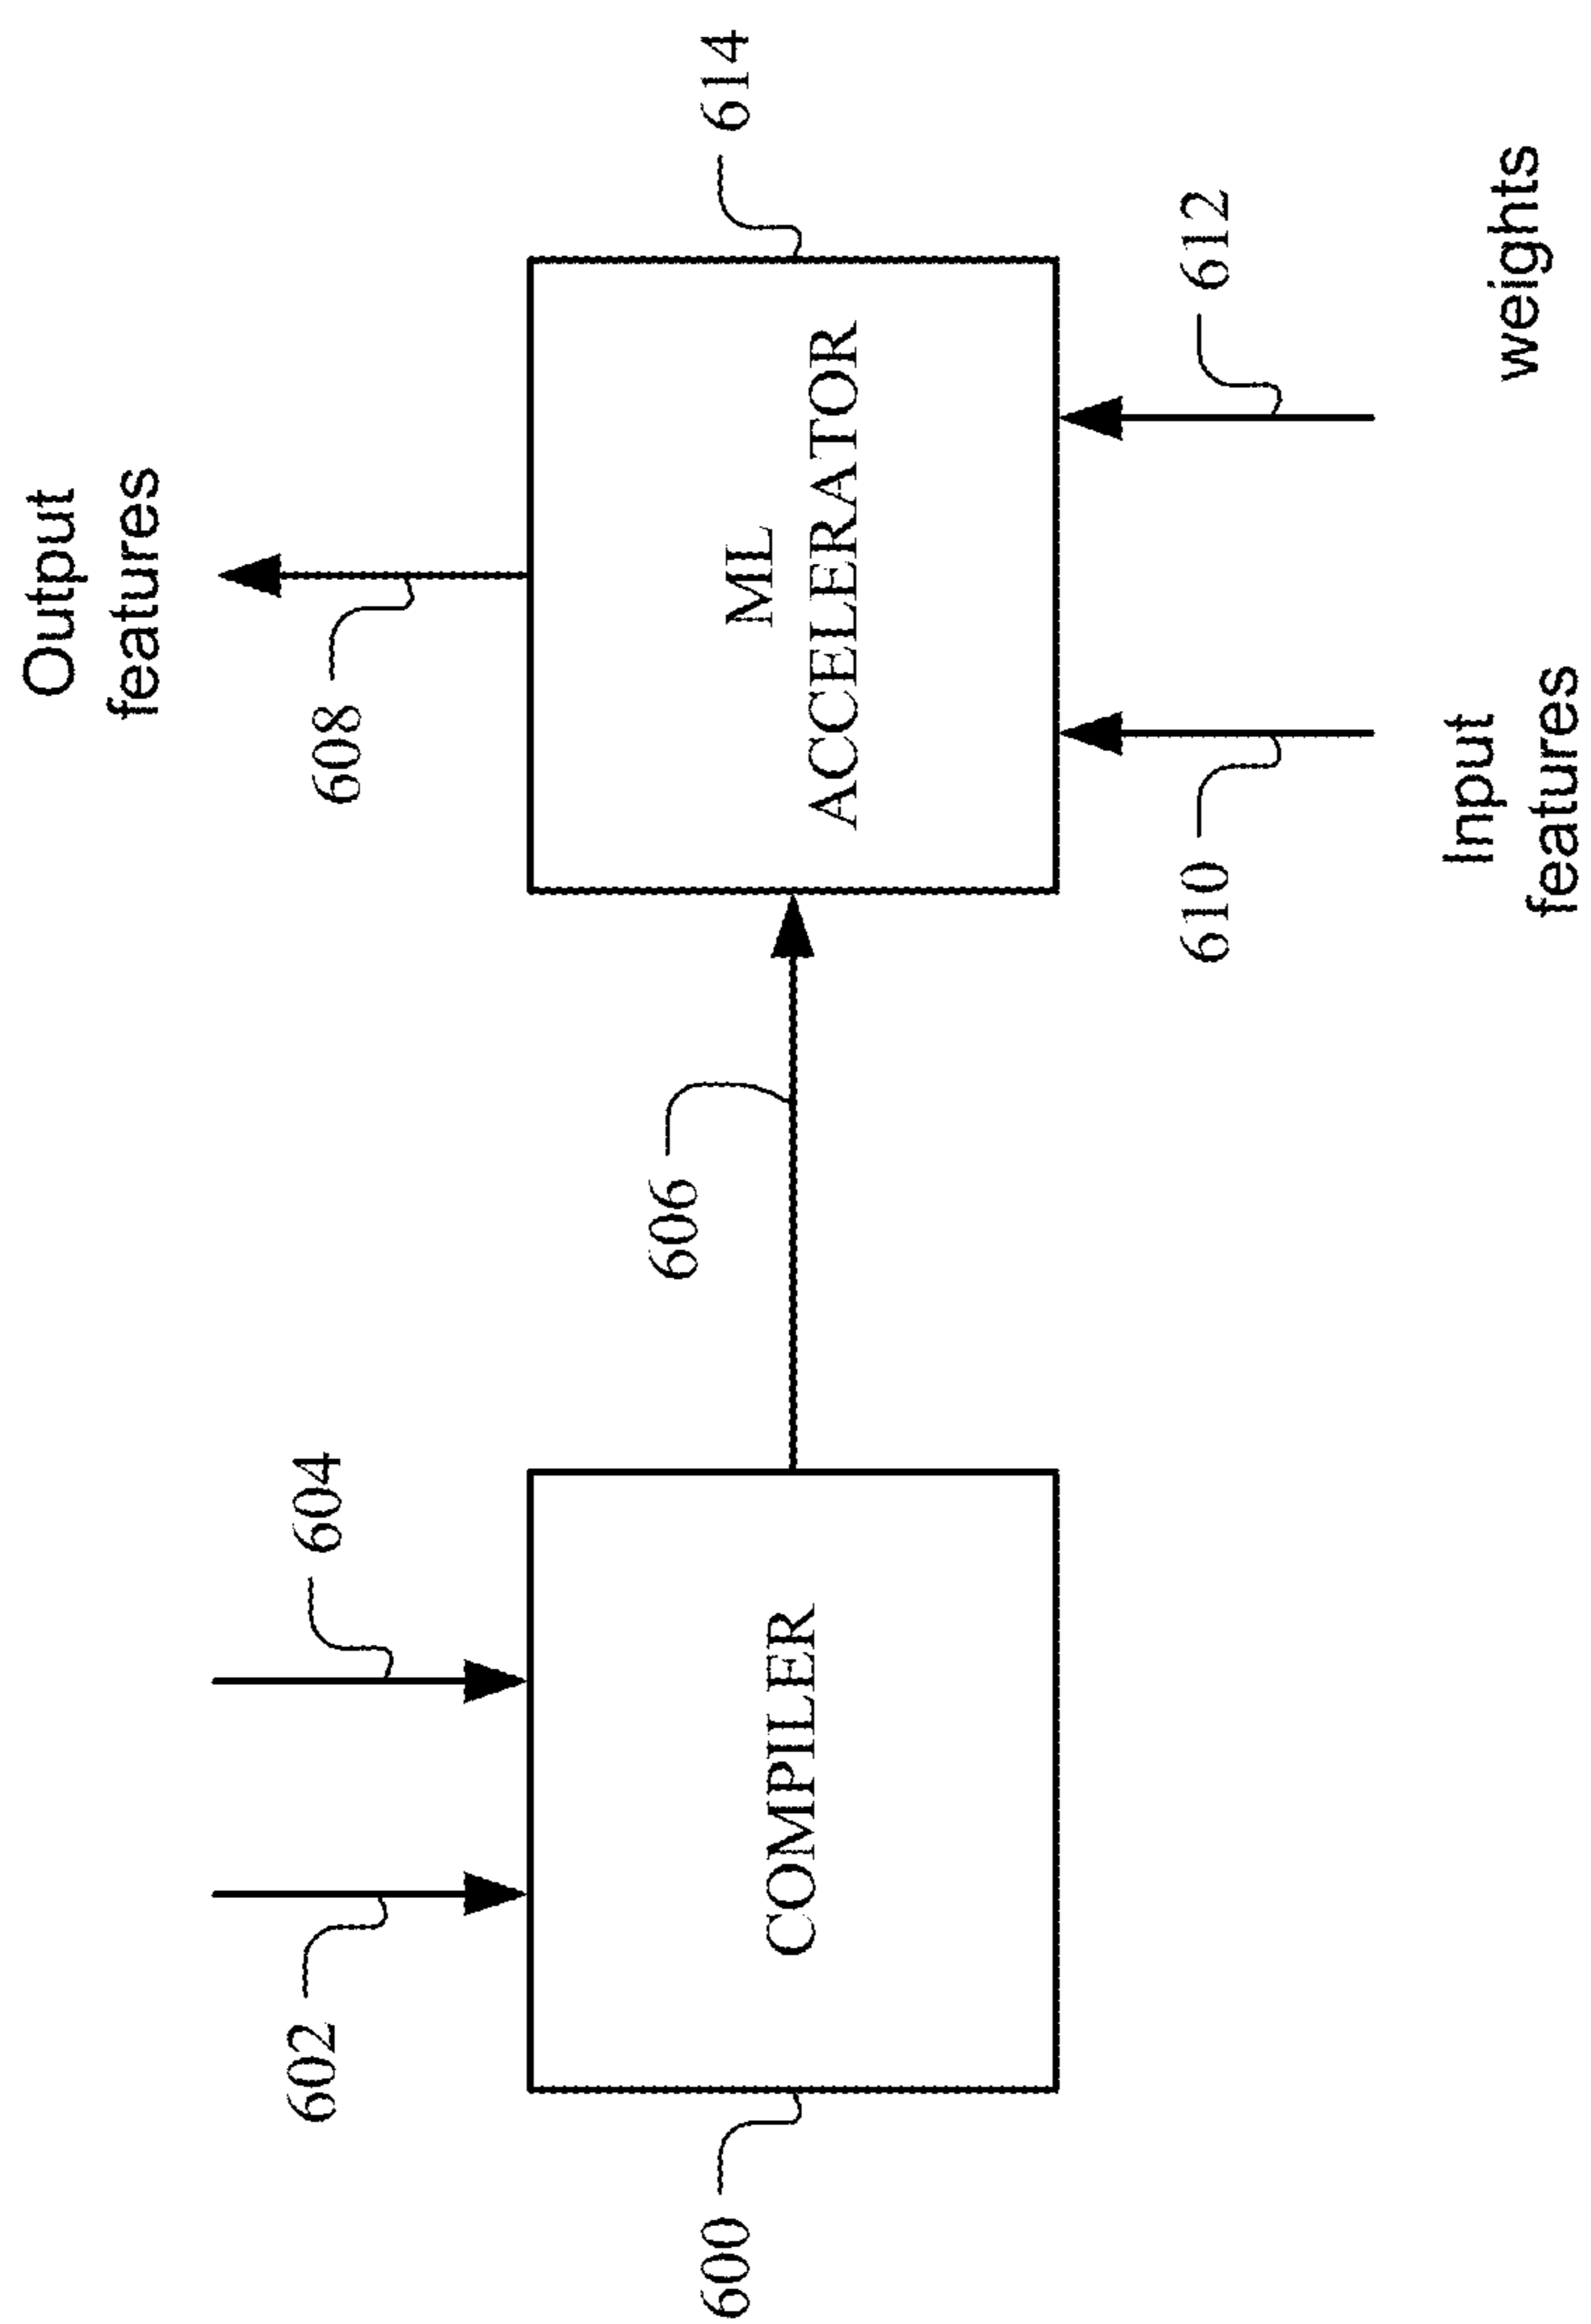 Output
features
602
604
608
614
606
600
COMPILER
ML
ACCELERATOR
610
612
Input
features
weights